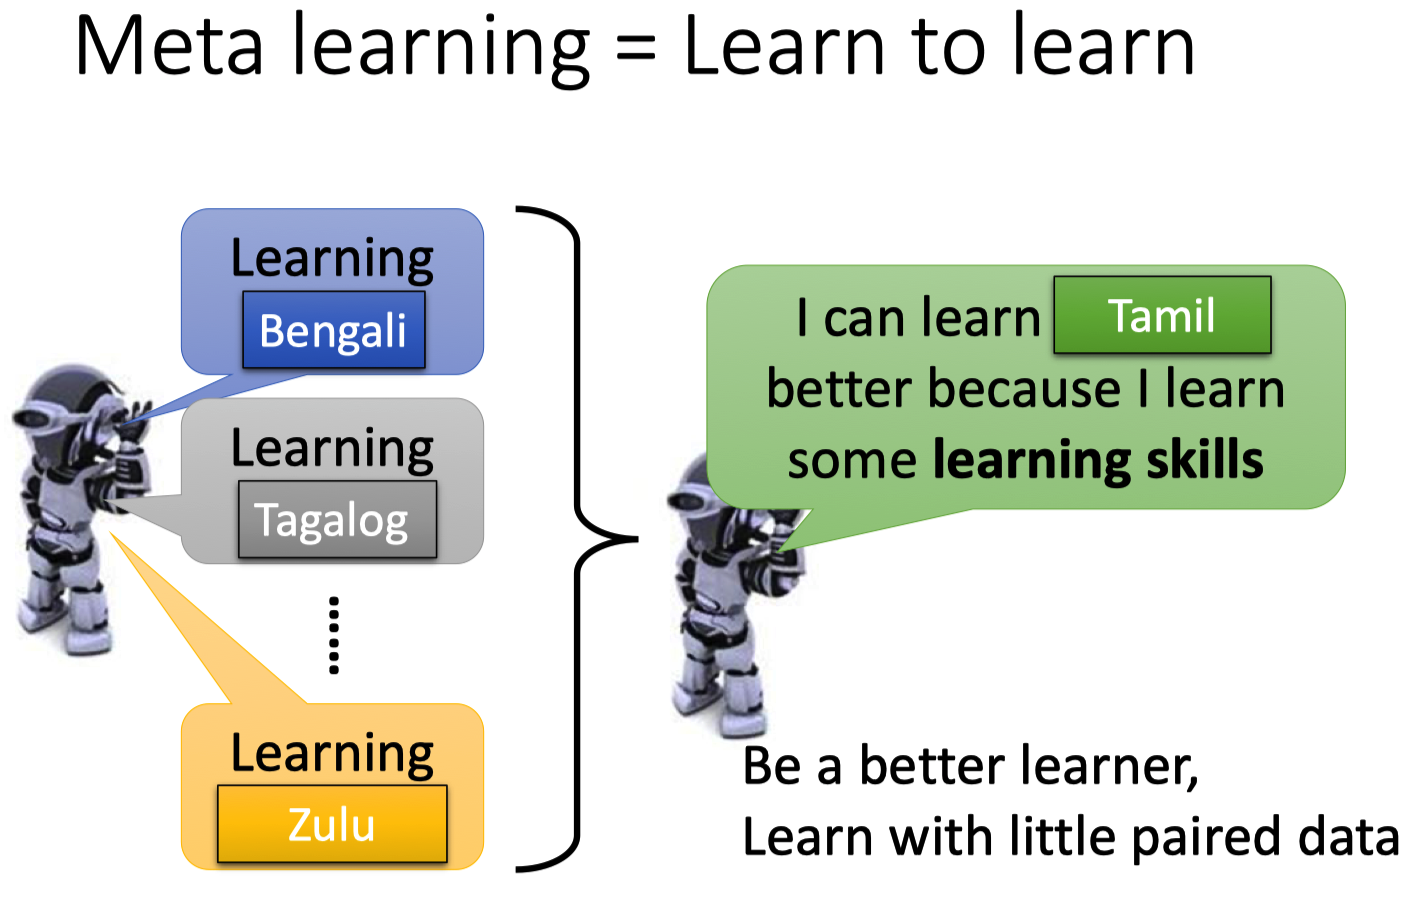 Meta learning = Learn to learn
Learning
Bengali
Learning
Tagalog
......
Learning
Zulu
I can learn Tamil
better because I learn
some learning skills
Be a better learner,
Learn with little paired data